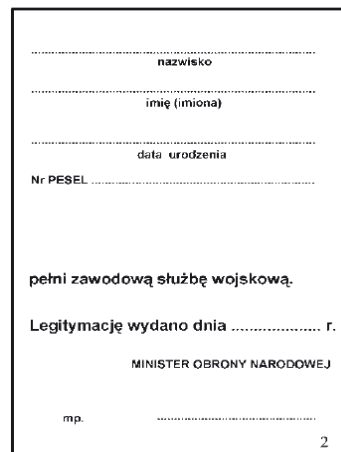 ................................................................
nazwisko
................................................................
imię (imiona)
................................................................
data urodzenia
Nr PESEL ..................................................
pełni zawodową służbę wojskową.
Legitymację wydano dnia .................... r.
MINISTER OBRONY NARODOWEJ
mp. ....................................
2